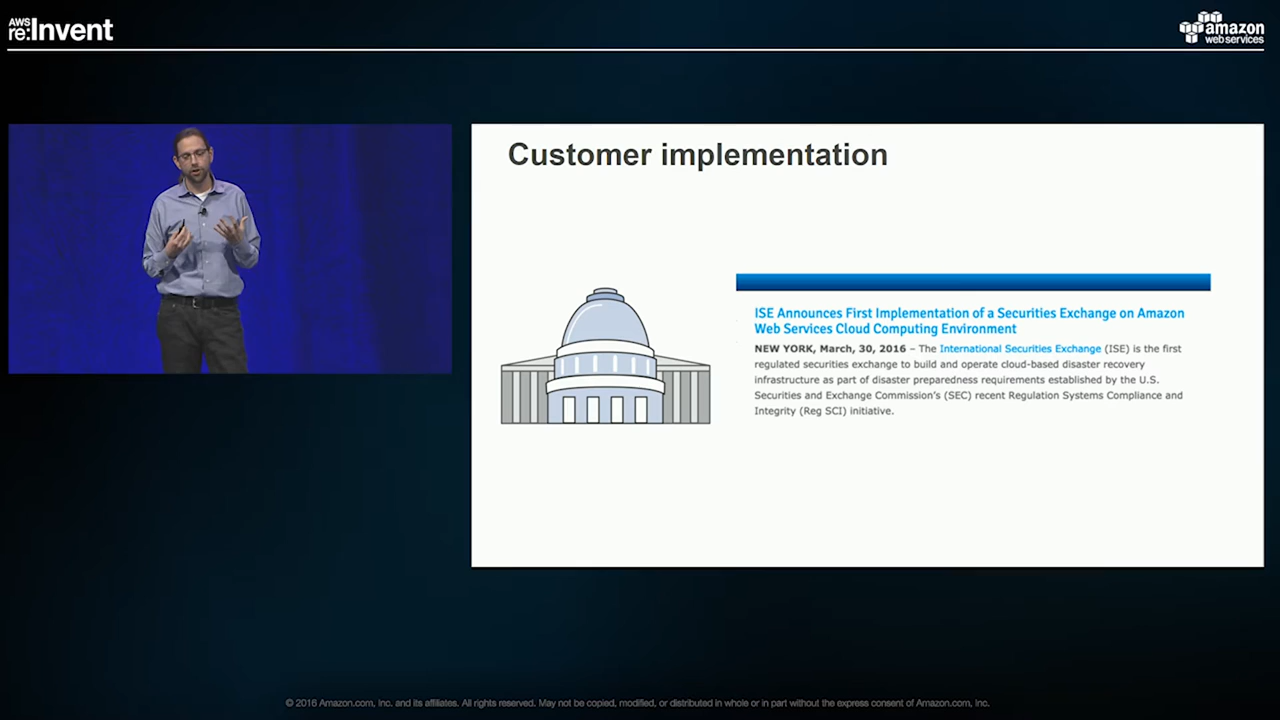 AWS
re:Invent
amazon
web services
Customer implementation
ISE Announces First Implementation of a Securities Exchange on Amazon
Web Services Cloud Computing Environment
NEW YORK, March, 30, 2016 – The International Securities Exchange (ISE) is the first
regulated securities exchange to build and operate cloud-based disaster recovery
infrastructure as part of disaster preparedness requirements established by the U.S.
Securities and Exchange Commission's (SEC) recent Regulation Systems Compliance and
Integrity (Reg SCI) initiative.
© 2016 Amazon.com, Inc. and its affiliates. All rights reserved. May not be copied, modified, or distributed in whole or in part without the express consent of Amazon.com, Inc.